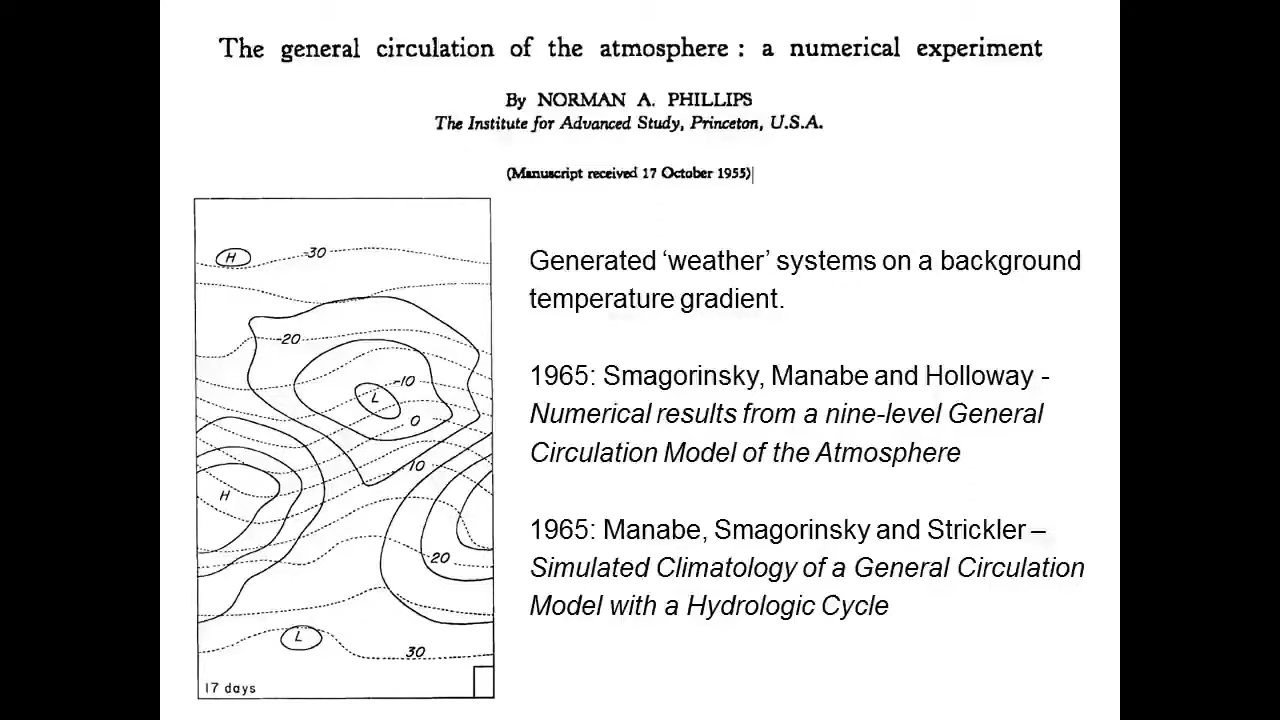 The general circulation of the atmosphere : a numerical experiment
By NORMAN A. PHILLIPS
The Institute for Advanced Study, Princeton, U.S.A.
(Manuscript received 17 October 1955)
H
-30
-20
-10
L
0
10
H
20
L
30
17 days
Generated ‘weather’ systems on a background
temperature gradient.
1965: Smagorinsky, Manabe and Holloway -
Numerical results from a nine-level General
Circulation Model of the Atmosphere
1965: Manabe, Smagorinsky and Strickler –
Simulated Climatology of a General Circulation
Model with a Hydrologic Cycle